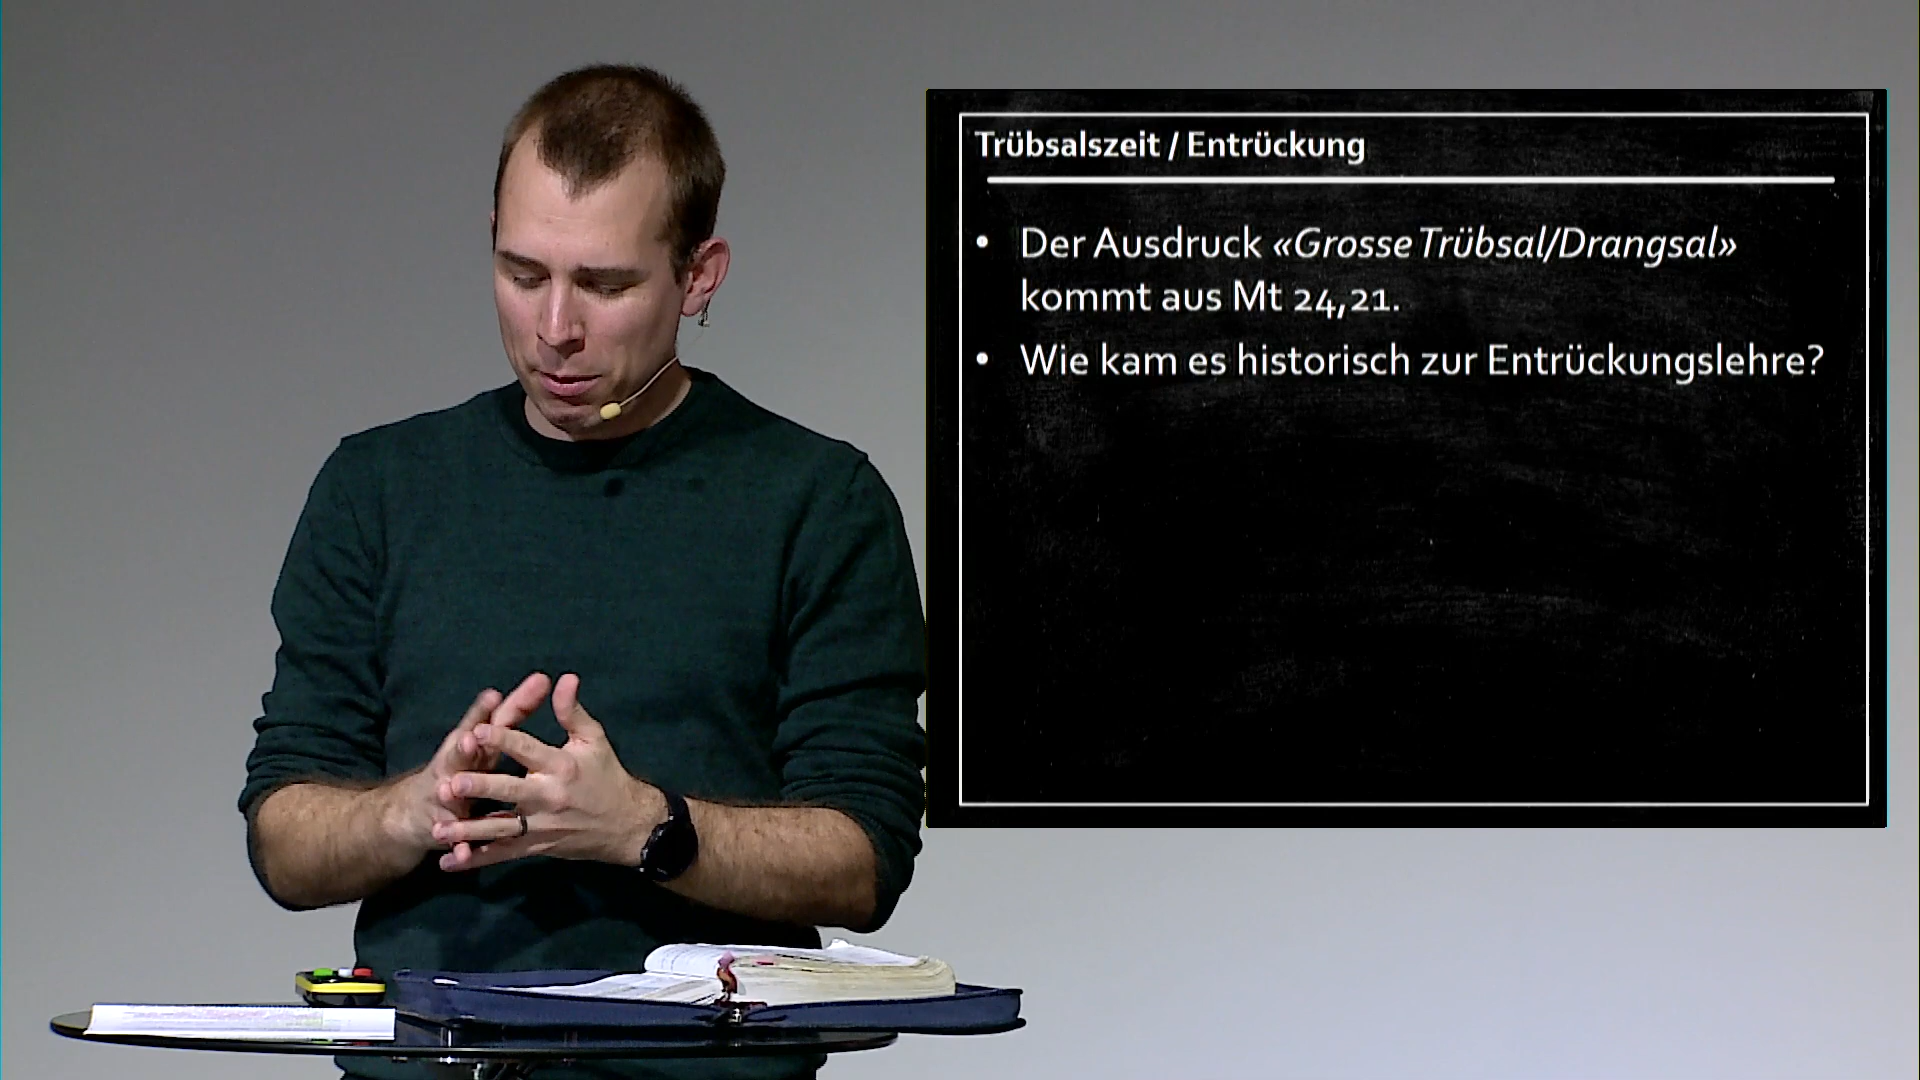 Trübsalszeit / Entrückung
• Der Ausdruck «Grosse Trübsal/Drangsal»
kommt aus Mt 24,21.
• Wie kam es historisch zur Entrückungslehre?